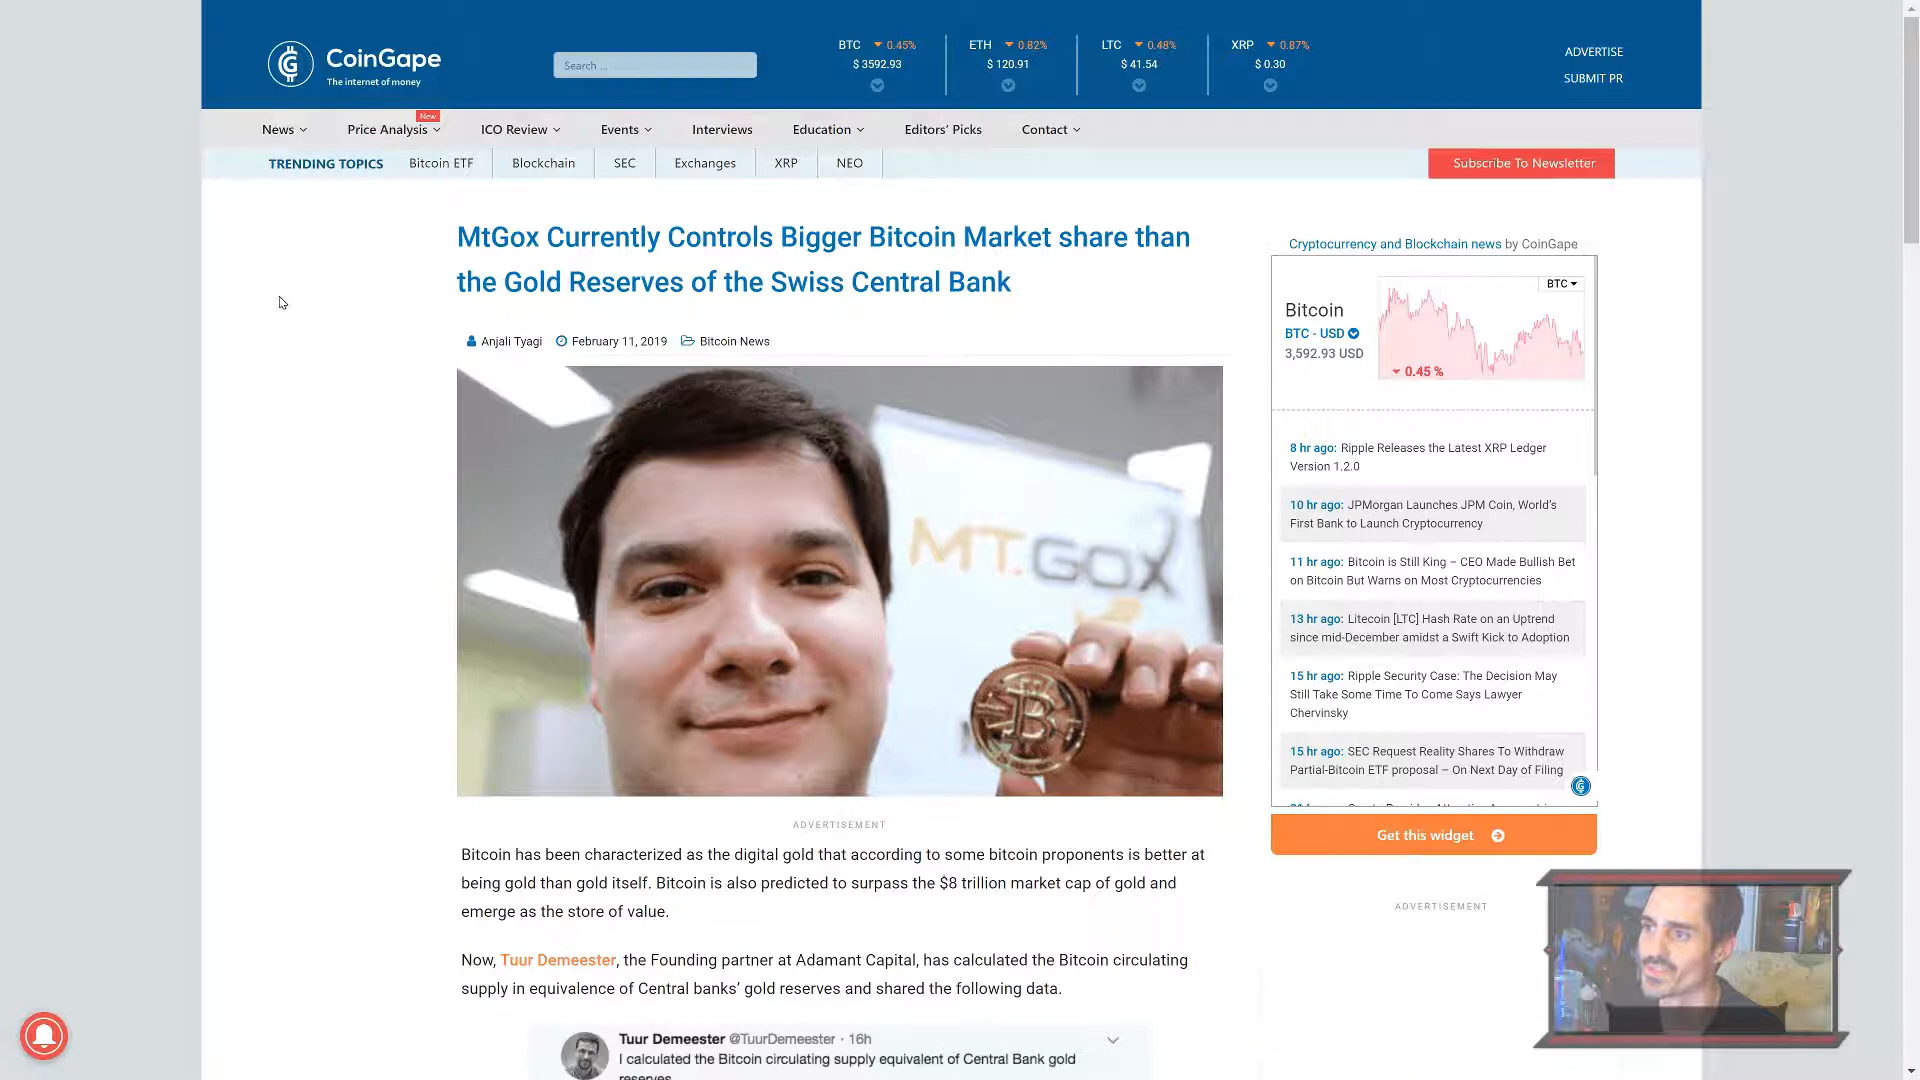 CoinGape
The internet of money
Search ...
BTC 0.45%
$ 3592.93
ETH 0.82%
$ 120.91
LTC 0.48%
$ 41.54
XRP 0.87%
$ 0.30
ADVERTISE
SUBMIT PR
News
Price Analysis
New
ICO Review
Events
Interviews
Education
Editors' Picks
Contact
TRENDING TOPICS
Bitcoin ETF
Blockchain
SEC
Exchanges
XRP
NEO
Subscribe To Newsletter
MtGox Currently Controls Bigger Bitcoin Market share than
the Gold Reserves of the Swiss Central Bank
Anjali Tyagi
February 11, 2019
Bitcoin News
MT.GOX
ADVERTISEMENT
Bitcoin has been characterized as the digital gold that according to some bitcoin proponents is better at
being gold than gold itself. Bitcoin is also predicted to surpass the $8 trillion market cap of gold and
emerge as the store of value.
Now, Tuur Demeester, the Founding partner at Adamant Capital, has calculated the Bitcoin circulating
supply in equivalence of Central banks' gold reserves and shared the following data.
Tuur Demeester @TuurDemeester · 16h
I calculated the Bitcoin circulating supply equivalent of Central Bank gold
reserves
Cryptocurrency and Blockchain news by CoinGape
BTC
Bitcoin
BTC - USD
3,592.93 USD
0.45 %
8 hr ago: Ripple Releases the Latest XRP Ledger
Version 1.2.0
10 hr ago: JPMorgan Launches JPM Coin, World's
First Bank to Launch Cryptocurrency
11 hr ago: Bitcoin is Still King – CEO Made Bullish Bet
on Bitcoin But Warns on Most Cryptocurrencies
13 hr ago: Litecoin [LTC] Hash Rate on an Uptrend
since mid-December amidst a Swift Kick to Adoption
15 hr ago: Ripple Security Case: The Decision May
Still Take Some Time To Come Says Lawyer
Chervinsky
15 hr ago: SEC Request Reality Shares To Withdraw
Partial-Bitcoin ETF proposal – On Next Day of Filing
Get this widget
ADVERTISEMENT